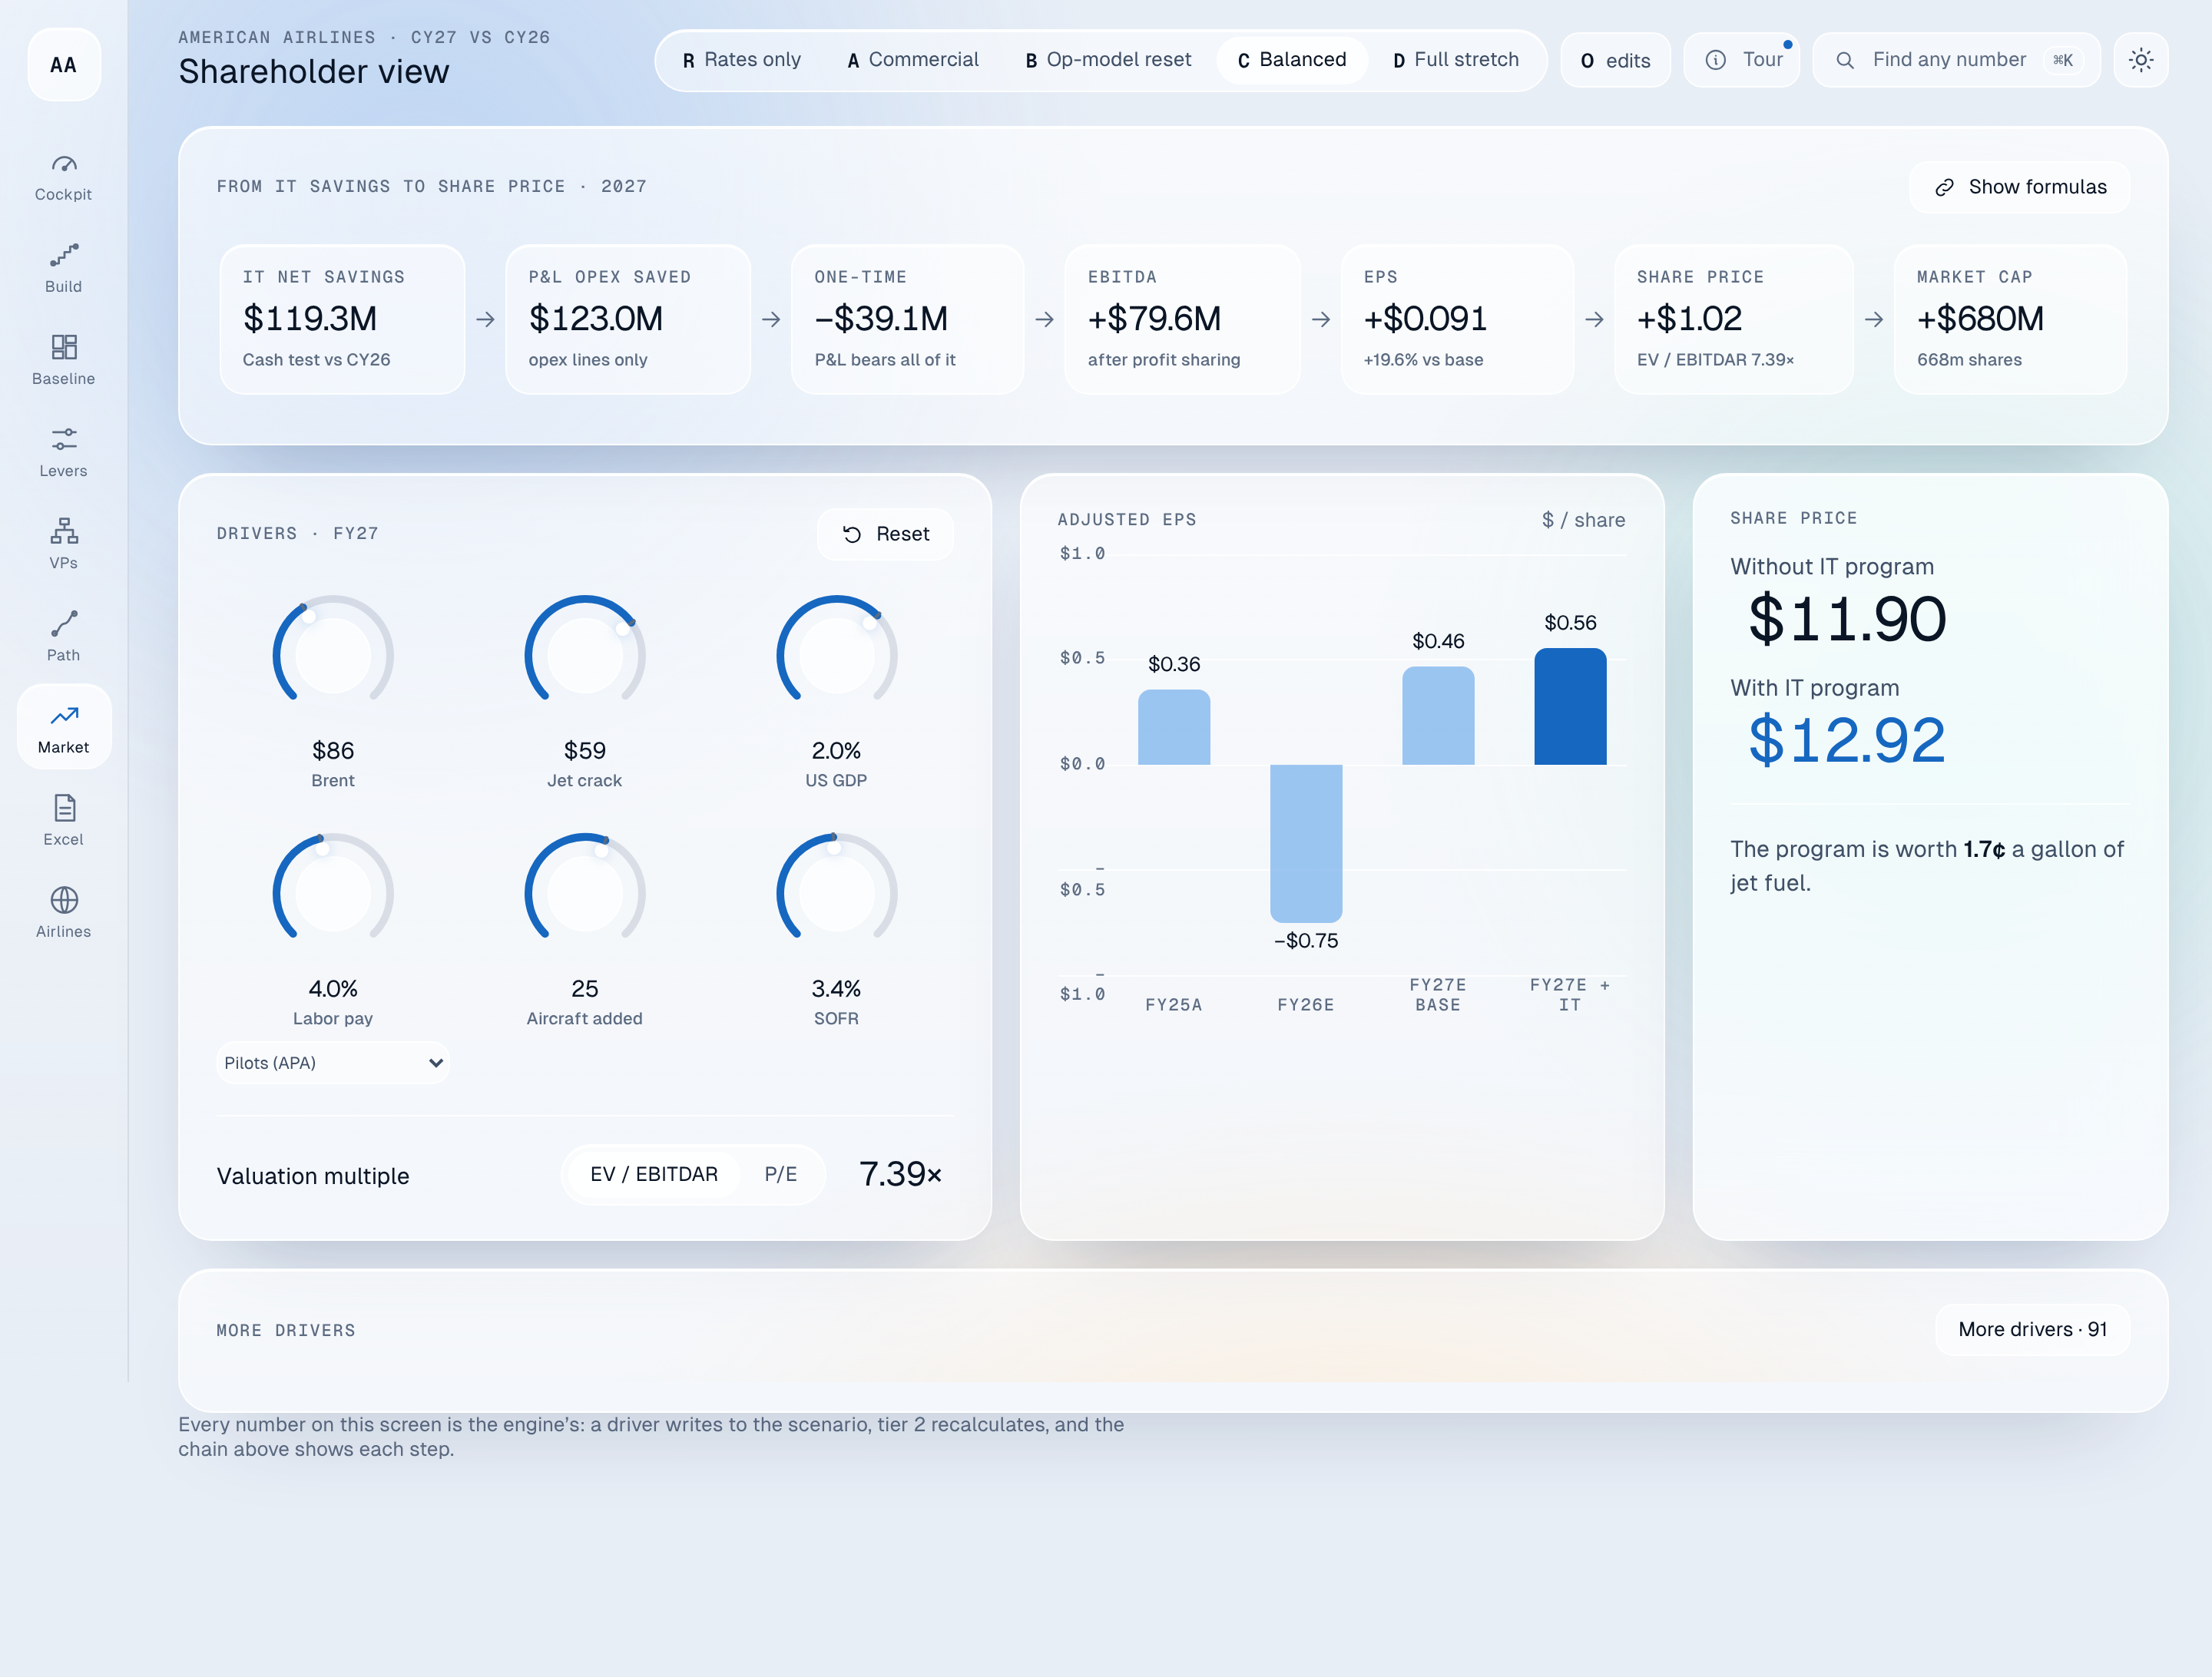 AA
Cockpit
Build
Baseline
Levers
VPs
Path
Market
Excel
Airlines
AMERICAN AIRLINES · CY27 VS CY26
Shareholder view
R Rates only
A Commercial
B Op-model reset
C Balanced
D Full stretch
0 edits
Tour
Find any number ⌘K
FROM IT SAVINGS TO SHARE PRICE · 2027
Show formulas
IT NET SAVINGS
$119.3M
Cash test vs CY26
→
P&L OPEX SAVED
$123.0M
opex lines only
→
ONE-TIME
−$39.1M
P&L bears all of it
→
EBITDA
+$79.6M
after profit sharing
→
EPS
+$0.091
+19.6% vs base
→
SHARE PRICE
+$1.02
EV / EBITDAR 7.39×
→
MARKET CAP
+$680M
668m shares
DRIVERS · FY27
Reset
$86
Brent
$59
Jet crack
2.0%
US GDP
4.0%
Labor pay
25
Aircraft added
3.4%
SOFR
Pilots (APA)
Valuation multiple
EV / EBITDAR
P/E
7.39×
ADJUSTED EPS
$ / share
$1.0
$0.5
$0.0
−
$0.5
−
$1.0
$0.36
−$0.75
$0.46
$0.56
FY25A
FY26E
FY27E
BASE
FY27E +
IT
SHARE PRICE
Without IT program
$11.90
With IT program
$12.92
The program is worth 1.7¢ a gallon of
jet fuel.
MORE DRIVERS
More drivers · 91
Every number on this screen is the engine’s: a driver writes to the scenario, tier 2 recalculates, and the
chain above shows each step.